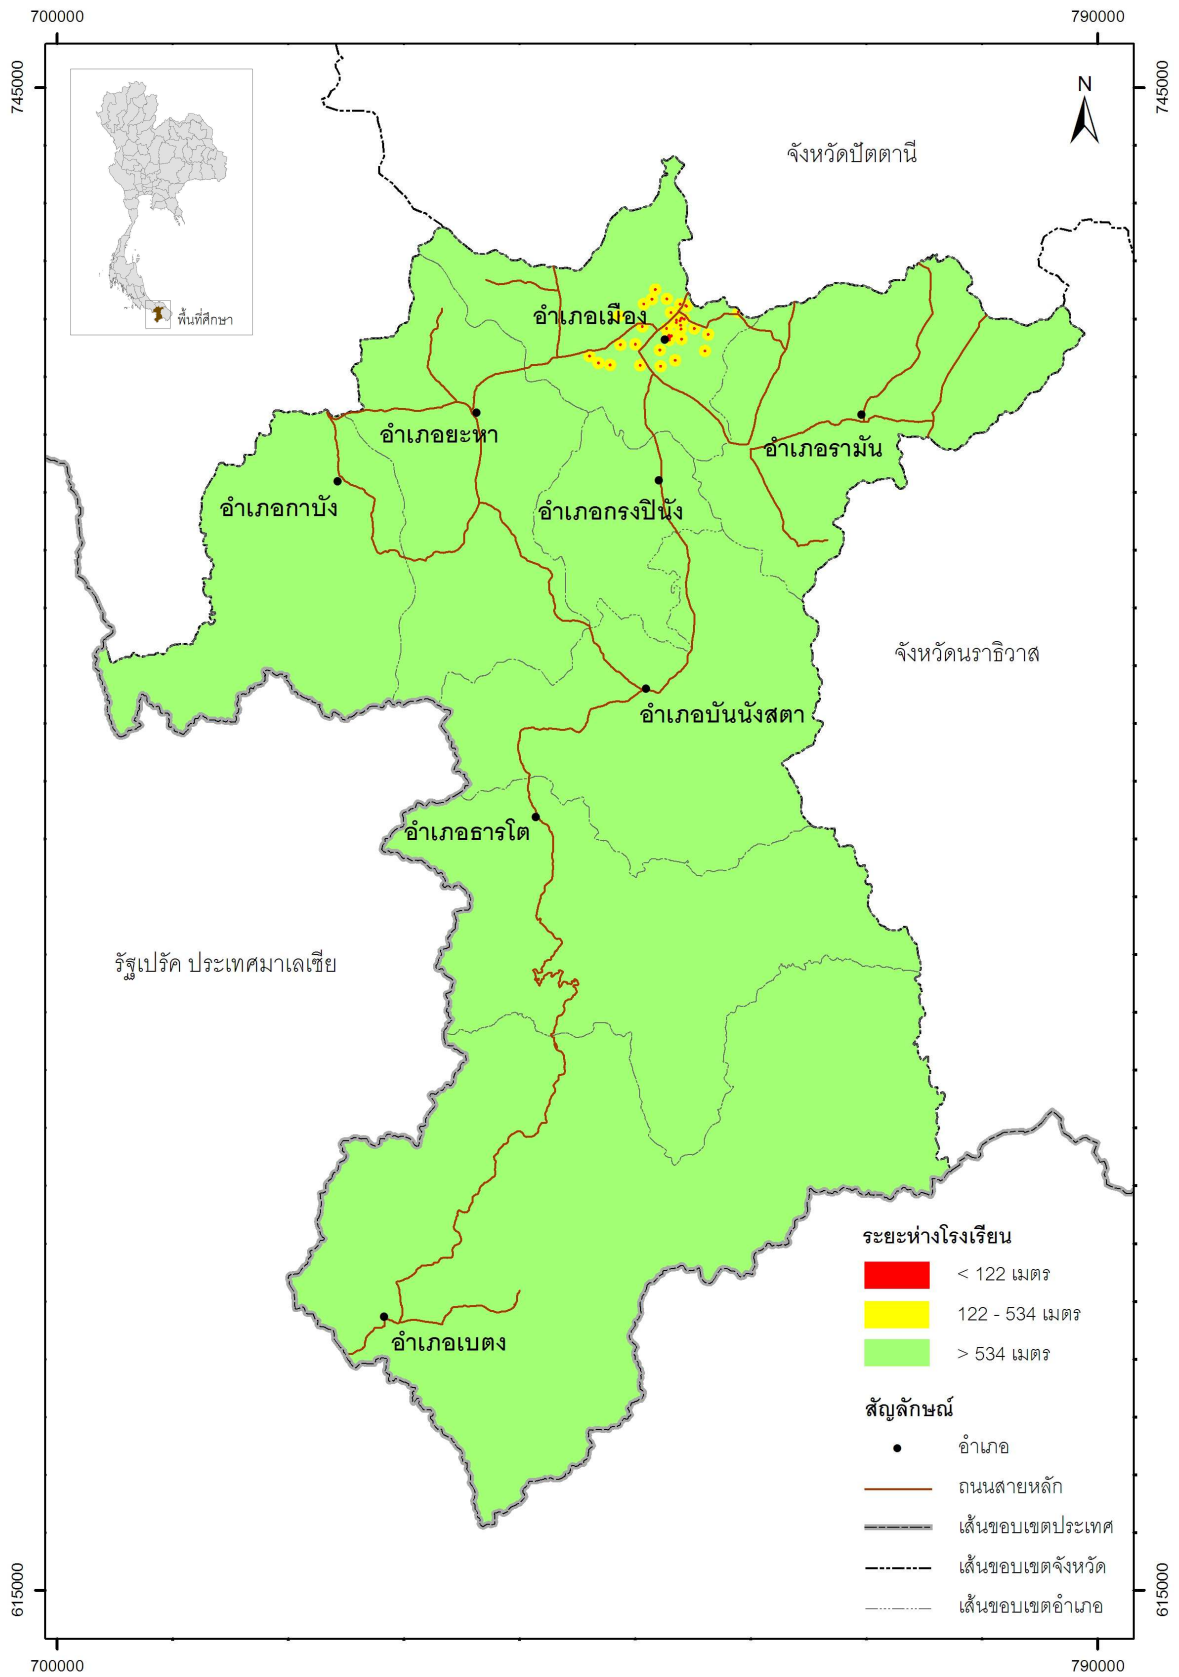 700000
790000
745000
745000
N
จังหวัดปัตตานี
พื้นที่ศึกษา
อำเภอเมือง
อำเภอยะหา
อำเภอรามัน
อำเภอกาบัง
อำเภอกรงปินัง
จังหวัดนราธิวาส
อำเภอบันนังสตา
อำเภอธารโต
รัฐเปรัค ประเทศมาเลเซีย
อำเภอเบตง
ระยะห่างโรงเรียน
< 122 เมตร
122 - 534 เมตร
> 534 เมตร
สัญลักษณ์
อำเภอ
ถนนสายหลัก
เส้นขอบเขตประเทศ
เส้นขอบเขตจังหวัด
เส้นขอบเขตอำเภอ
615000
615000
700000
790000